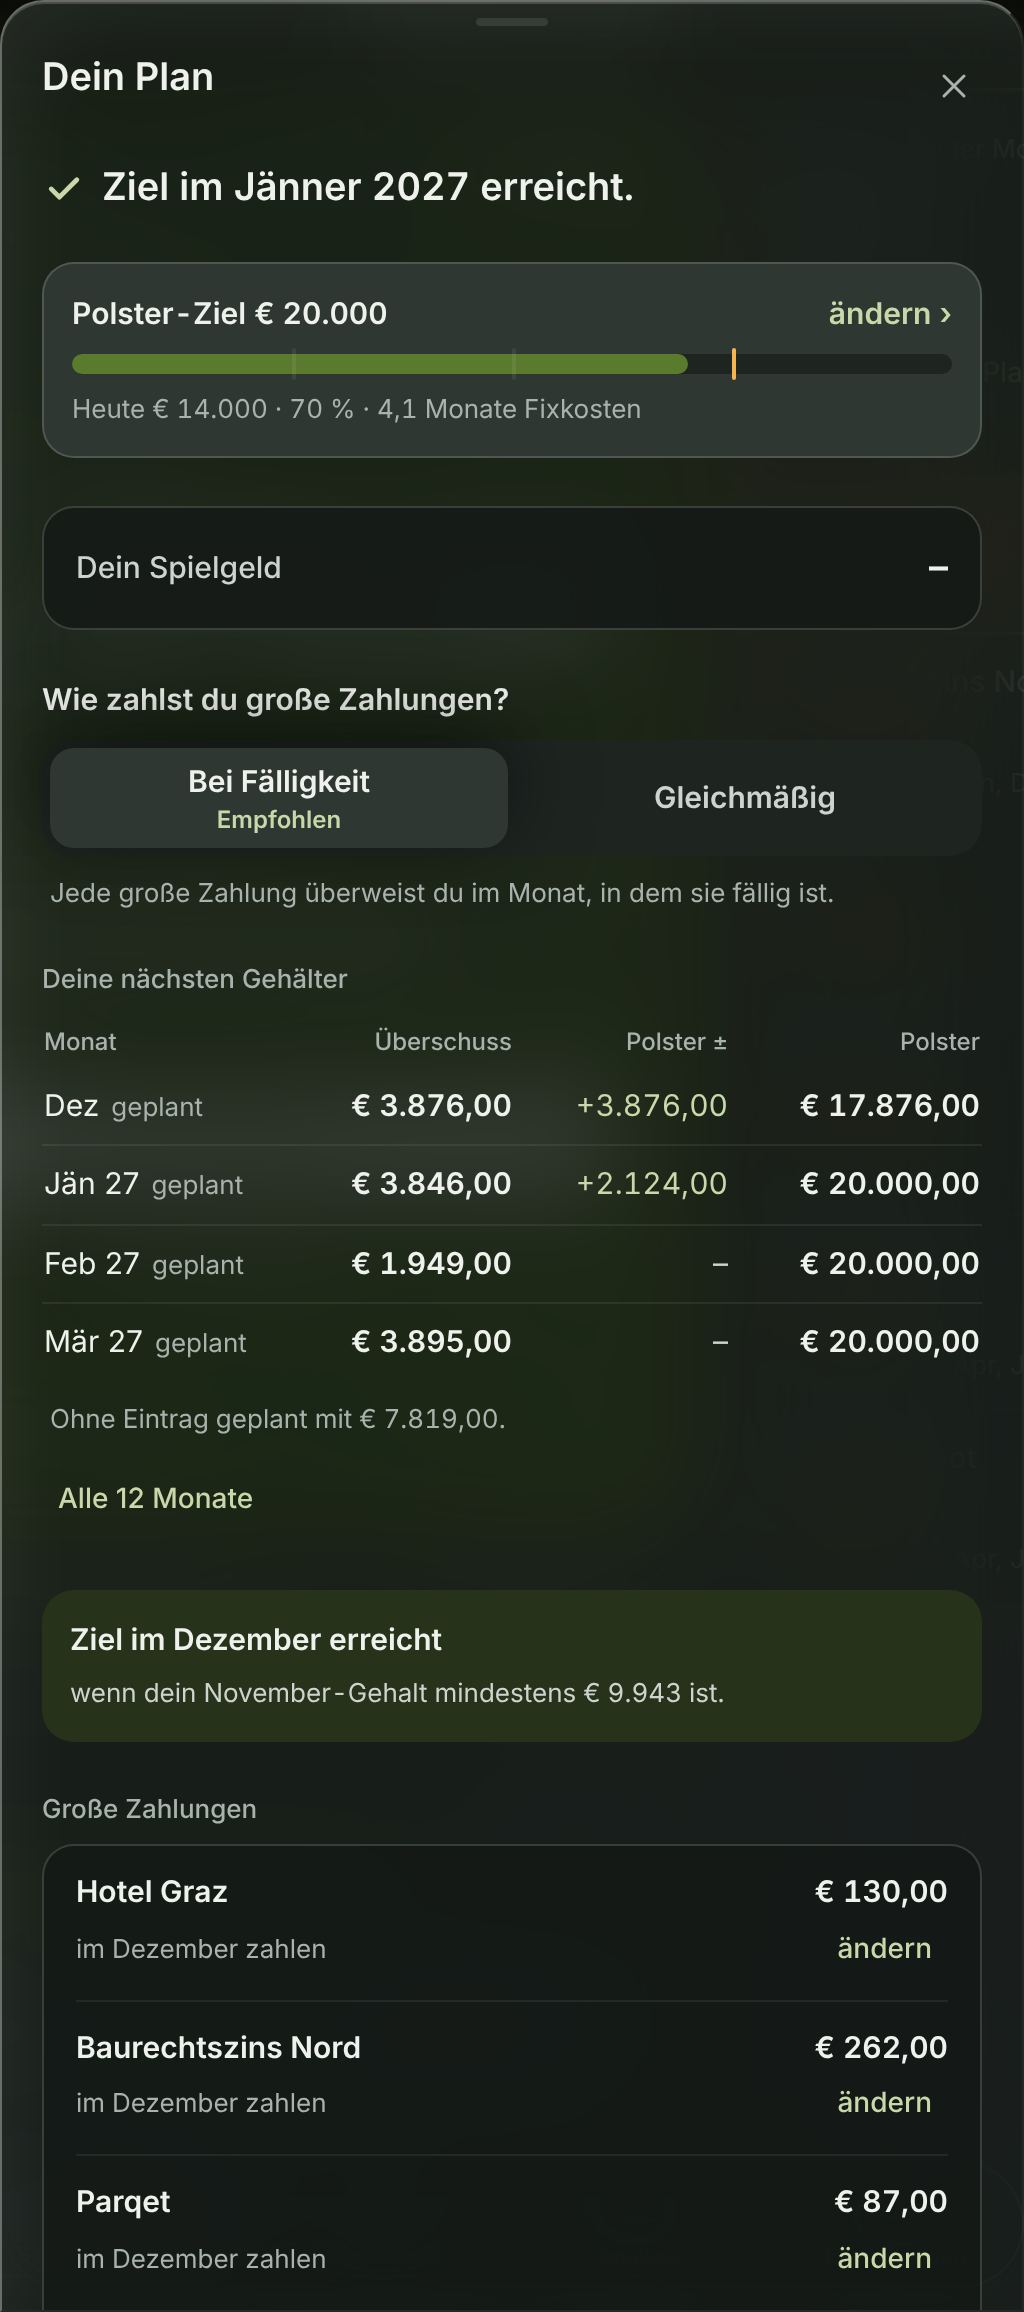 Dein Plan
Ziel im Jänner 2027 erreicht.
Polster-Ziel € 20.000 ändern ›
Heute € 14.000 · 70 % · 4,1 Monate Fixkosten
Dein Spielgeld –
Wie zahlst du große Zahlungen?
Bei Fälligkeit
Empfohlen
Gleichmäßig
Jede große Zahlung überweist du im Monat, in dem sie fällig ist.
Deine nächsten Gehälter
Monat Überschuss Polster ± Polster
Dez geplant € 3.876,00 +3.876,00 € 17.876,00
Jän 27 geplant € 3.846,00 +2.124,00 € 20.000,00
Feb 27 geplant € 1.949,00 – € 20.000,00
Mär 27 geplant € 3.895,00 – € 20.000,00
Ohne Eintrag geplant mit € 7.819,00.
Alle 12 Monate
Ziel im Dezember erreicht
wenn dein November-Gehalt mindestens € 9.943 ist.
Große Zahlungen
Hotel Graz € 130,00
im Dezember zahlen ändern
Baurechtszins Nord € 262,00
im Dezember zahlen ändern
Parqet € 87,00
im Dezember zahlen ändern